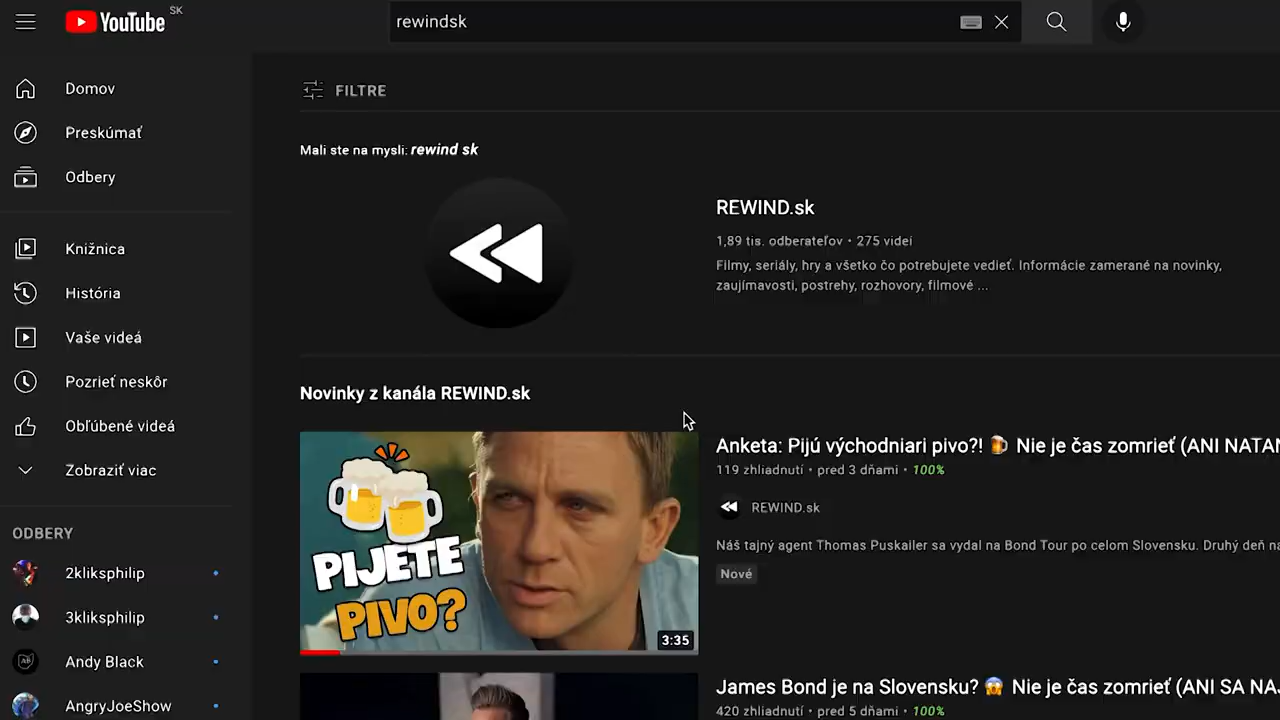 YouTube SK
rewindsk
Domov
Preskúmať
Odbery
Knižnica
História
Vaše videá
Pozrieť neskôr
Obľúbené videá
Zobraziť viac
ODBERY
2kliksphilip
3kliksphilip
Andy Black
AngryJoeShow
FILTRE
Mali ste na mysli: rewind sk
REWIND.sk
1,89 tis. odberateľov • 275 videí
Filmy, seriály, hry a všetko čo potrebujete vedieť. Informácie zamerané na novinky,
zaujímavosti, postrehy, rozhovory, filmové ...
Novinky z kanála REWIND.sk
PIJETE
PIVO?
3:35
Anketa: Pijú východniari pivo?! 🍺 Nie je čas zomrieť (ANI NATAN
119 zhliadnutí • pred 3 dňami • 100%
REWIND.sk
Náš tajný agent Thomas Puskailer sa vydal na Bond Tour po celom Slovensku. Druhý deň na
Nové
James Bond je na Slovensku? 😱 Nie je čas zomrieť (ANI SA NAJ
420 zhliadnutí • pred 5 dňami • 100%